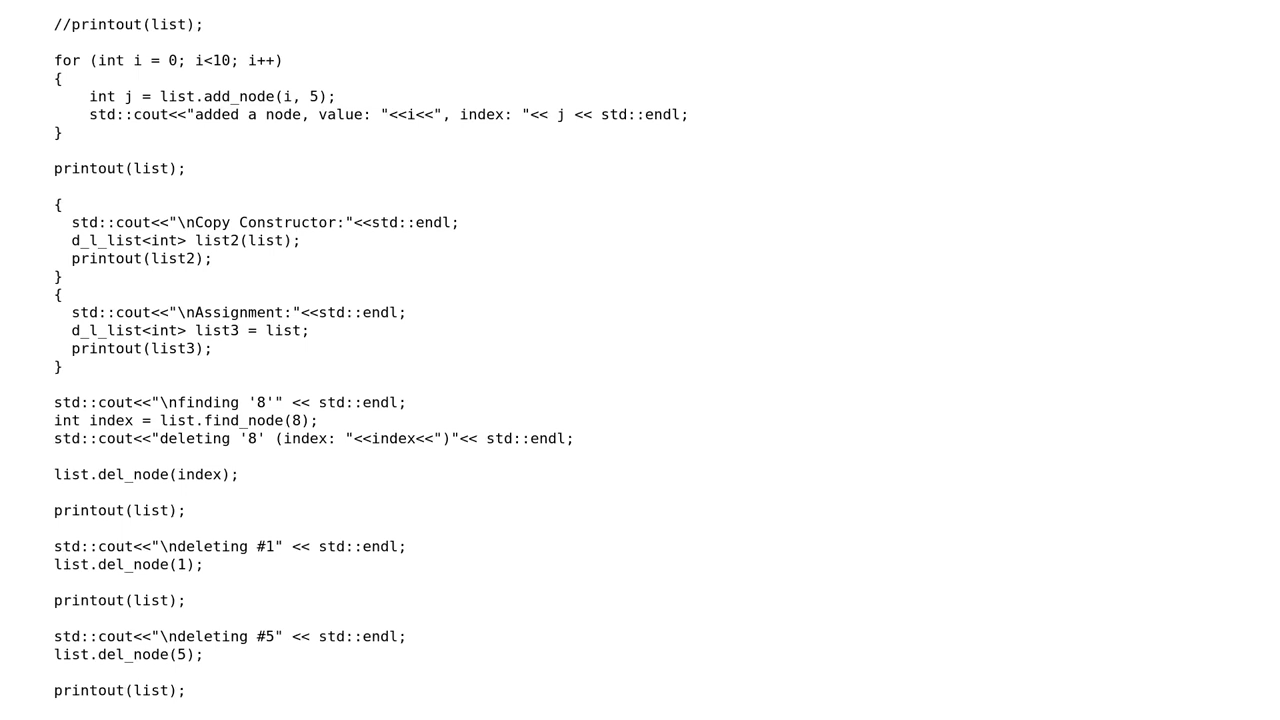 //printout(list);

for (int i = 0; i<10; i++)
{
    int j = list.add_node(i, 5);
    std::cout<<"added a node, value: "<<i<<", index: "<< j << std::endl;
}

printout(list);

{
  std::cout<<"\nCopy Constructor:"<<std::endl;
  d_l_list<int> list2(list);
  printout(list2);
}
{
  std::cout<<"\nAssignment:"<<std::endl;
  d_l_list<int> list3 = list;
  printout(list3);
}

std::cout<<"\nfinding '8'" << std::endl;
int index = list.find_node(8);
std::cout<<"deleting '8' (index: "<<index<<")"<< std::endl;

list.del_node(index);

printout(list);

std::cout<<"\ndeleting #1" << std::endl;
list.del_node(1);

printout(list);

std::cout<<"\ndeleting #5" << std::endl;
list.del_node(5);

printout(list);